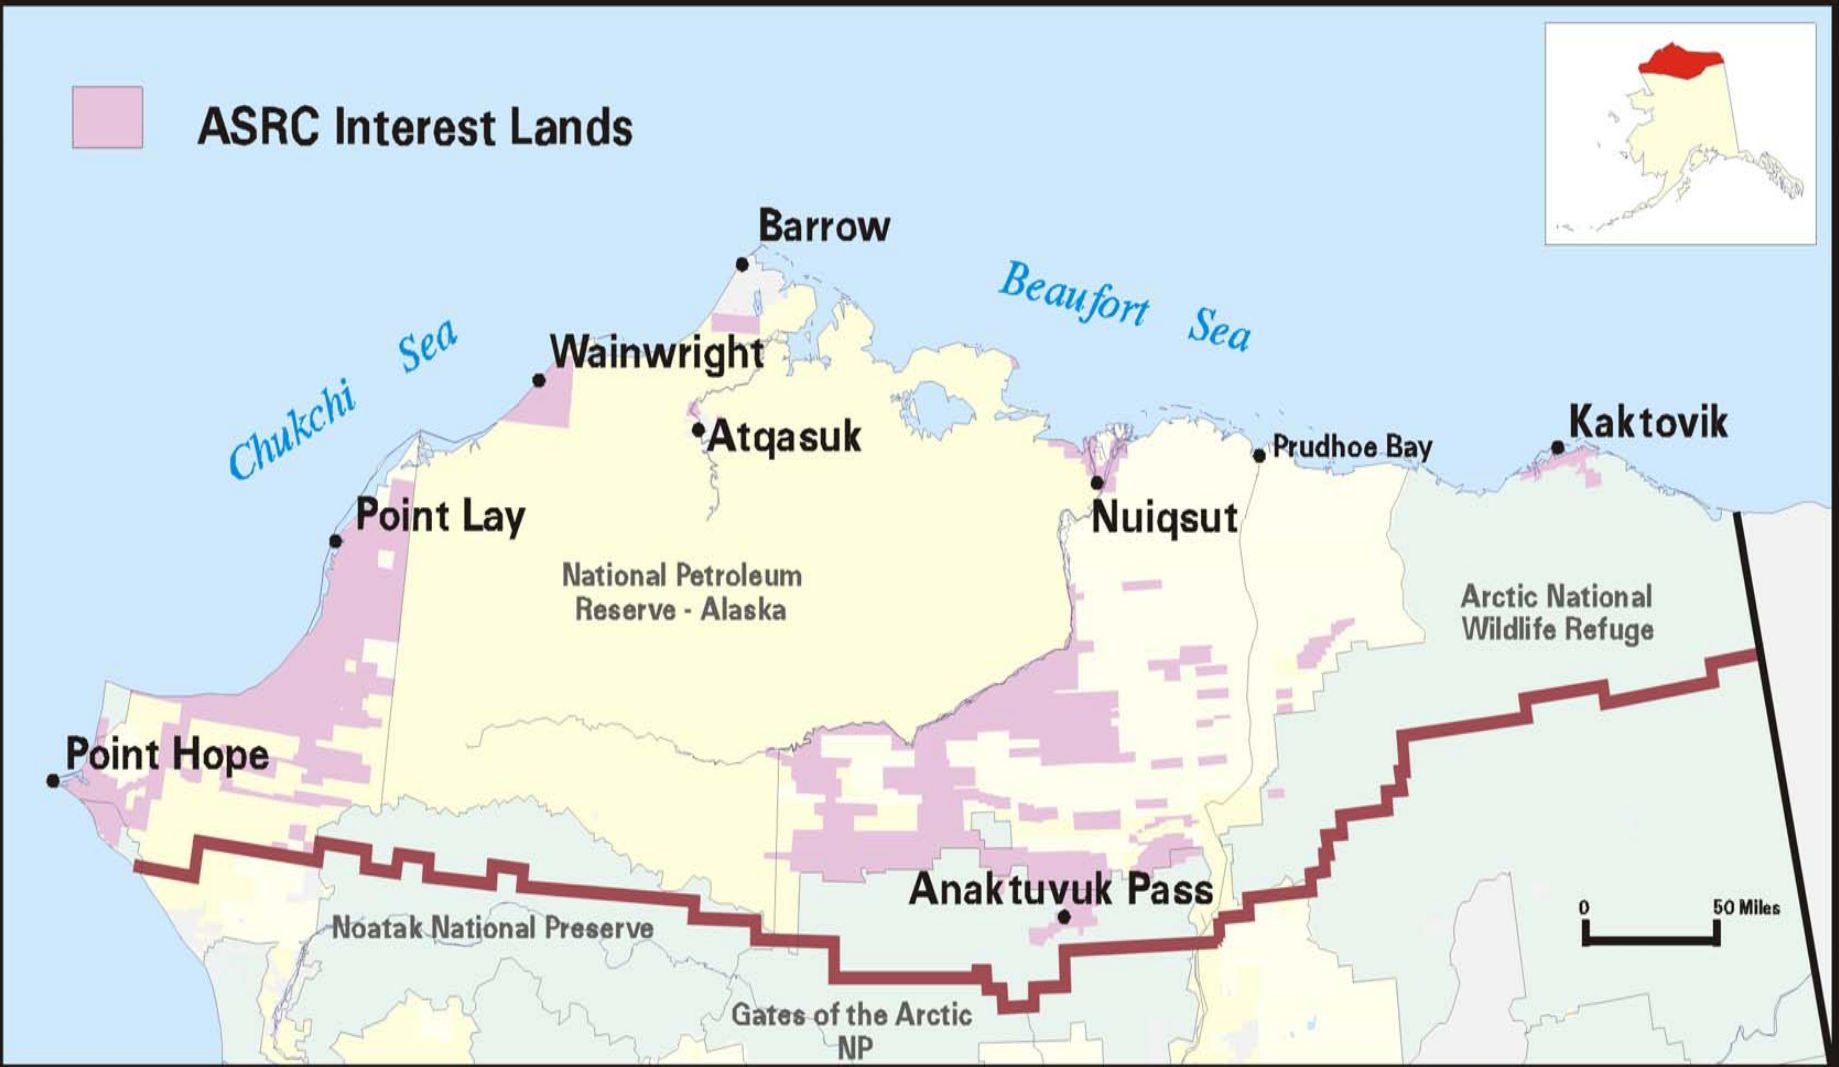 ASRC Interest Lands
Barrow
Beaufort Sea
Chukchi Sea
Wainwright
Atqasuk
Kaktovik
Prudhoe Bay
Point Lay
Nuiqsut
National Petroleum
Reserve - Alaska
Arctic National
Wildlife Refuge
Point Hope
Anaktuvuk Pass
0 50 Miles
Noatak National Preserve
Gates of the Arctic
NP